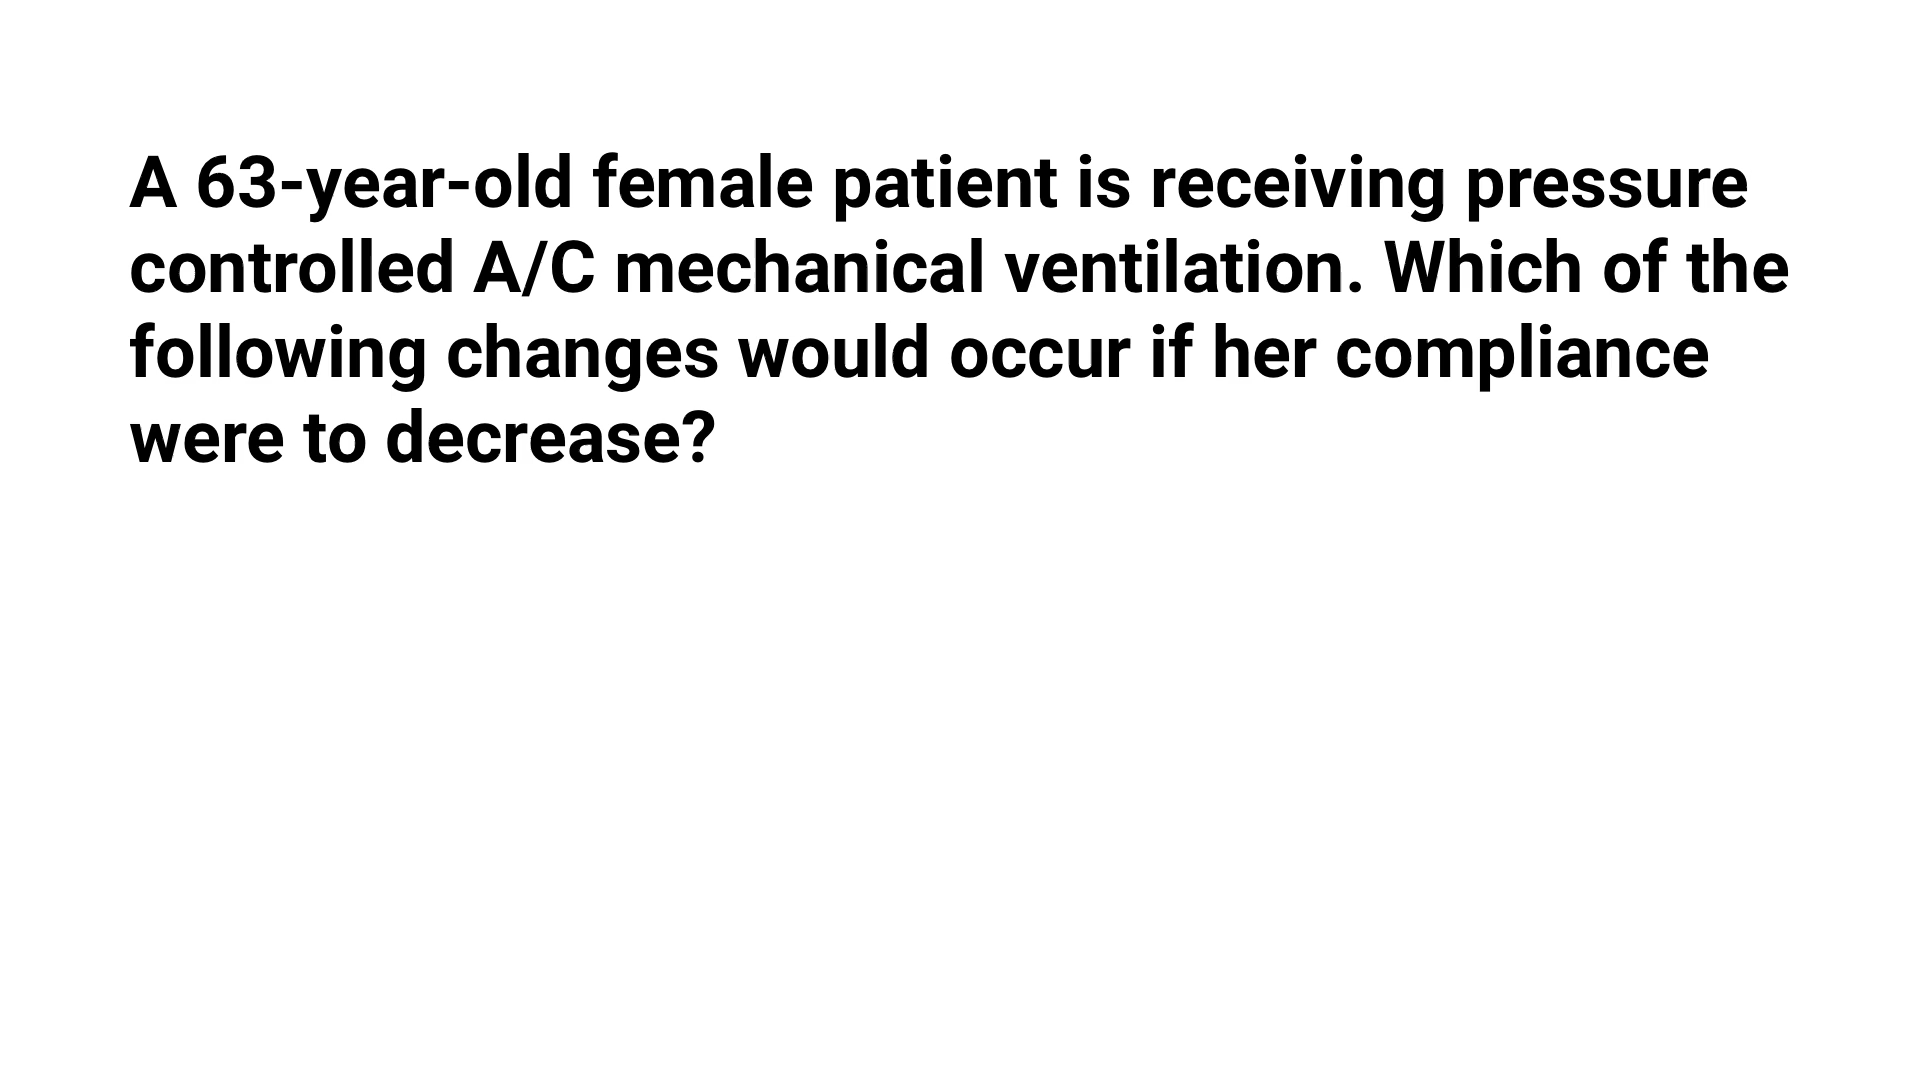 A 63-year-old female patient is receiving pressure
controlled A/C mechanical ventilation. Which of the
following changes would occur if her compliance
were to decrease?